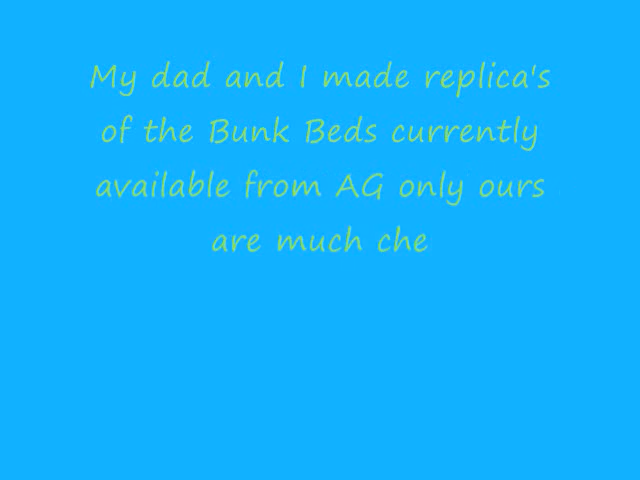 My dad and I made replica's
of the Bunk Beds currently
available from AG only ours
are much che